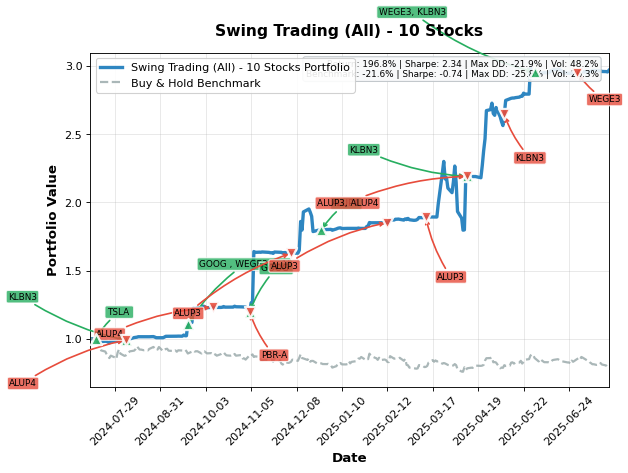 Swing Trading (All) - 10 Stocks
WEGE3, KLBN3
Swing Trading (All) - 10 Stocks Portfolio
Buy & Hold Benchmark
: 196.8% | Sharpe: 2.34 | Max DD: -21.9% | Vol: 48.2%
-21.6% | Sharpe: -0.74 | Max DD:
WEGE3
KLBN3
KLBN3
ALUP3, ALUP4
ALUP3
GOOG , WEGE3
ALUP3
KLBN3
TSLA
ALUP3
ALUP4
PBR-A
ALUP4
Portfolio Value
3.0
2.5
2.0
1.5
1.0
2024-07-29
2024-08-31
2024-10-03
2024-11-05
2024-12-08
2025-01-10
2025-02-12
2025-03-17
2025-04-19
2025-05-22
2025-06-24
Date